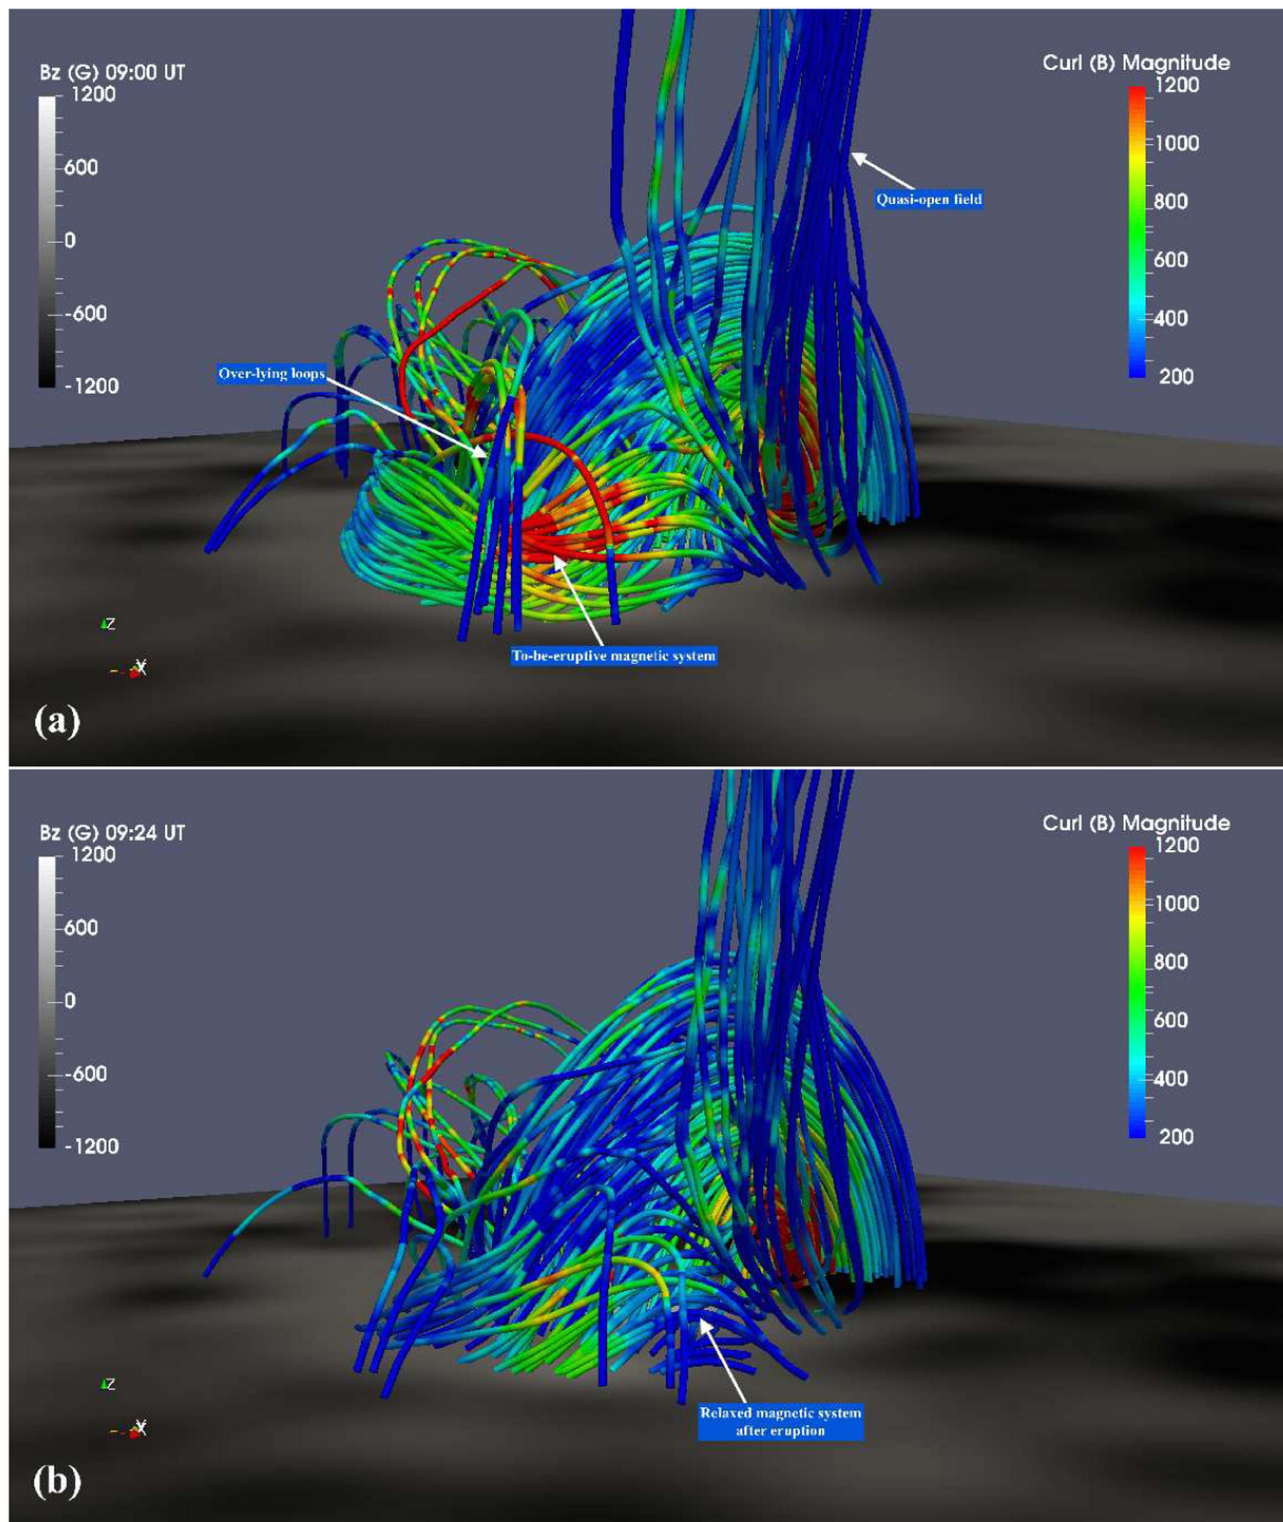 Bz (G) 09:00 UT
1200
600
0
-600
-1200
Curl (B) Magnitude
1200
1000
800
600
400
200
Quasi-open field
Over-lying loops
To-be-eruptive magnetic system
Z
X
(a)
Bz (G) 09:24 UT
1200
600
0
-600
-1200
Curl (B) Magnitude
1200
1000
800
600
400
200
Relaxed magnetic system
after eruption
Z
X
(b)